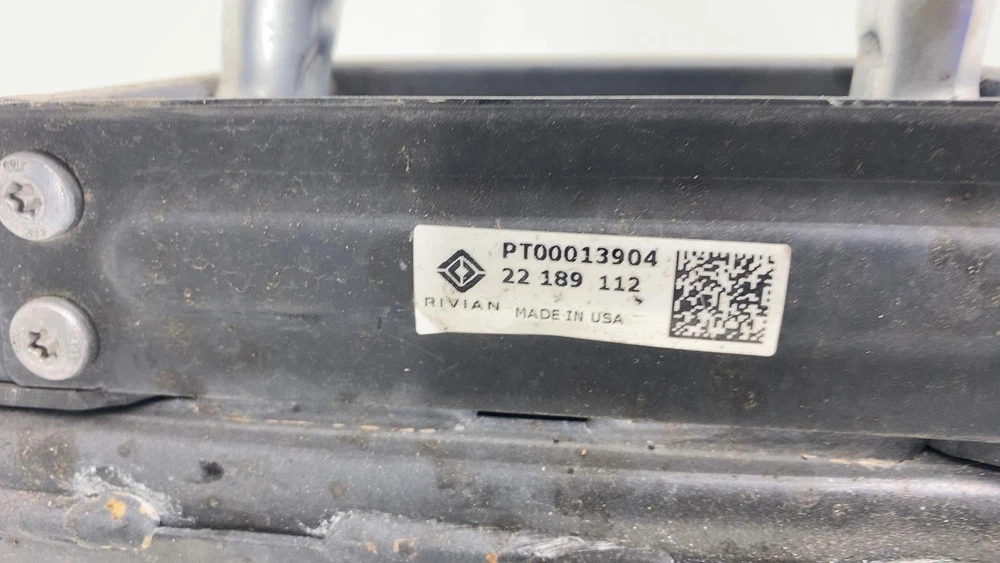 PT00013904
22 189 112
RIVIAN
MADE IN USA